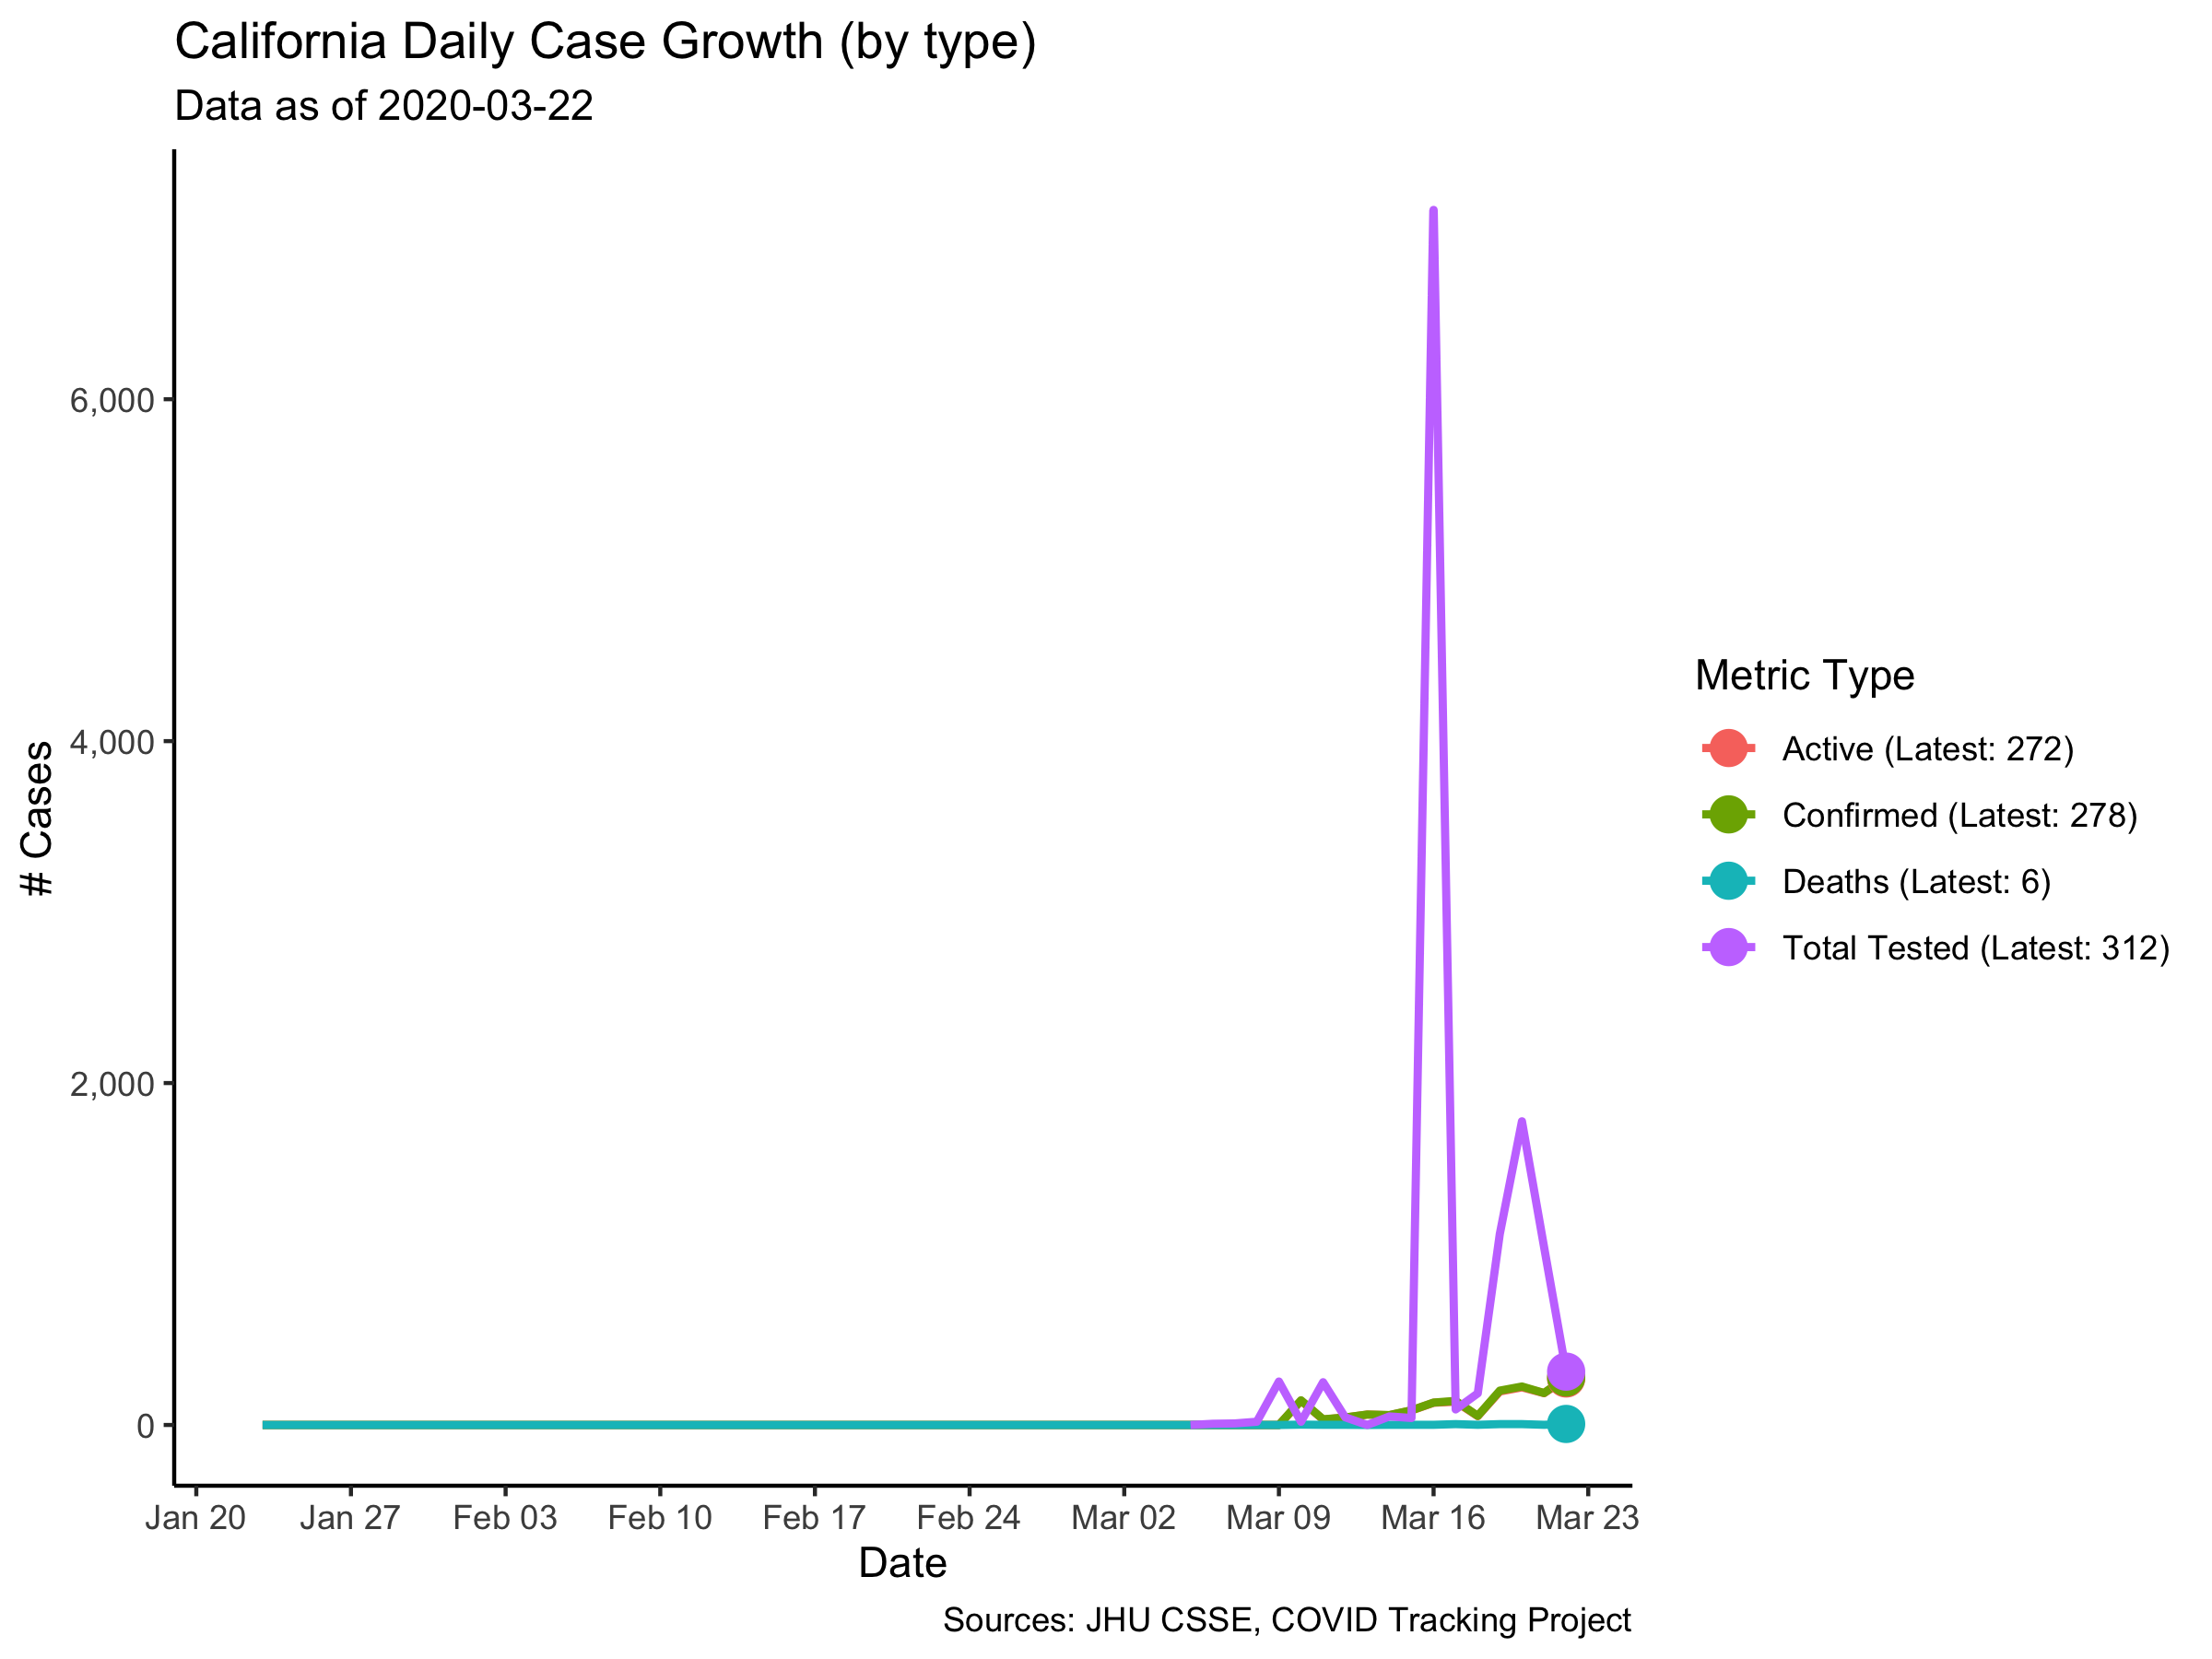 California Daily Case Growth (by type)
Data as of 2020-03-22
# Cases
6,000
4,000
2,000
0
Jan 20 Jan 27 Feb 03 Feb 10 Feb 17 Feb 24 Mar 02 Mar 09 Mar 16 Mar 23
Date
Metric Type
Active (Latest: 272)
Confirmed (Latest: 278)
Deaths (Latest: 6)
Total Tested (Latest: 312)
Sources: JHU CSSE, COVID Tracking Project